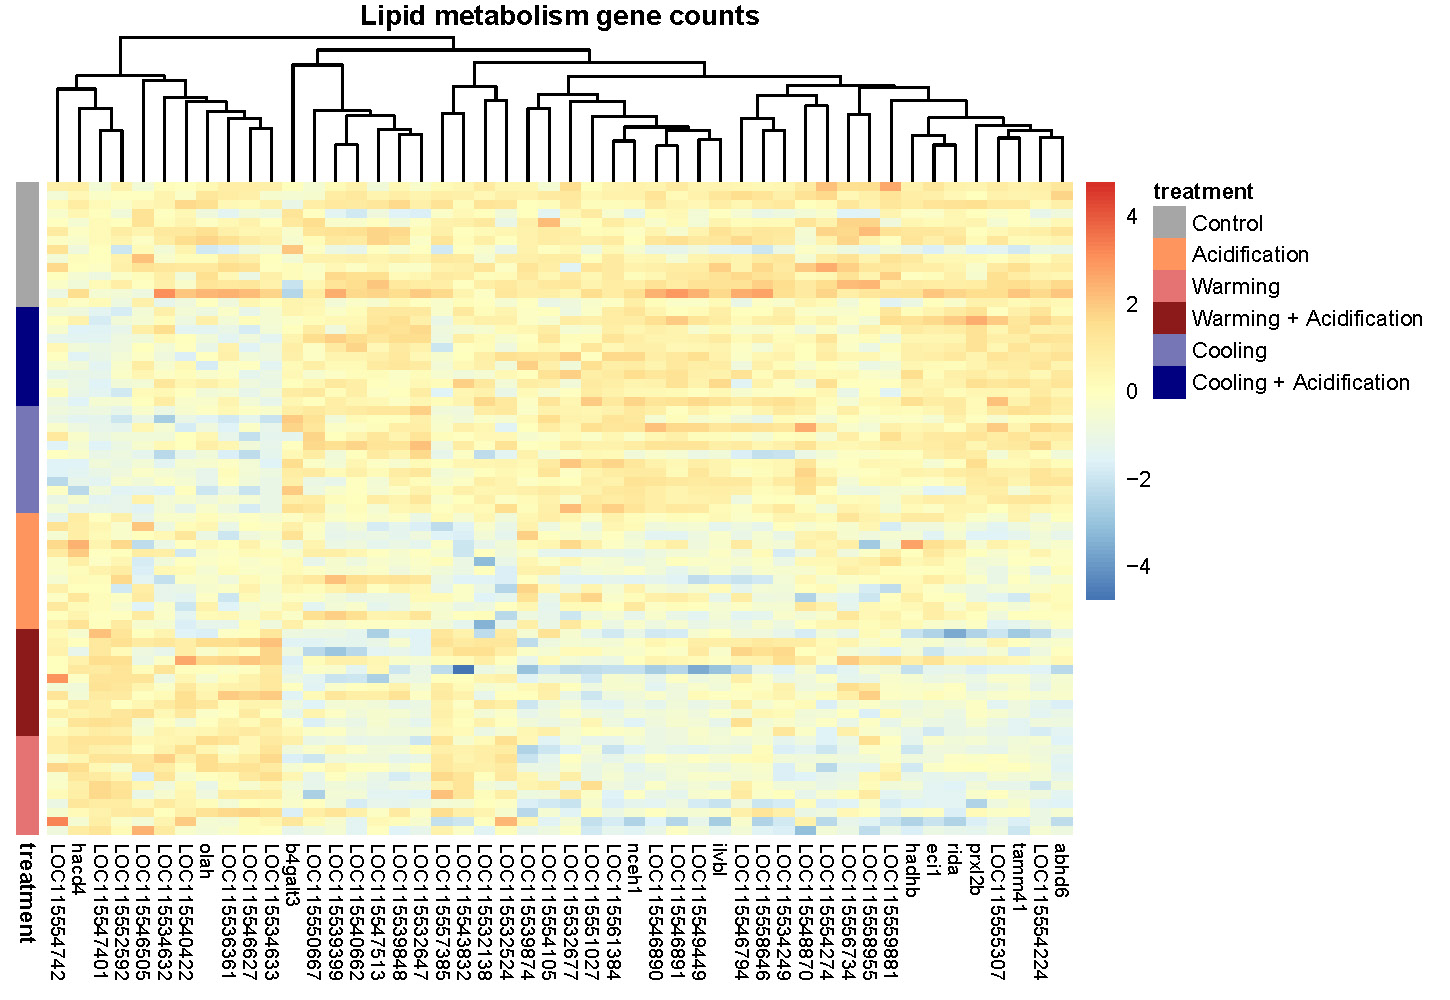 Lipid metabolism gene counts
4
2
0
−2
−4
treatment
Control
Acidification
Warming
Warming + Acidification
Cooling
Cooling + Acidification
treatment
LOC115554742
hacd4
LOC115547401
LOC115552592
LOC115546505
LOC115534632
LOC115540422
olah
LOC115536361
LOC115546627
LOC115534633
b4galt3
LOC115550667
LOC115539399
LOC115540662
LOC115547513
LOC115539848
LOC115532647
LOC115557385
LOC115543832
LOC115532138
LOC115532524
LOC115539874
LOC115554105
LOC115532677
LOC115551027
LOC115561384
nceh1
LOC115546890
LOC115546891
LOC115549449
ilvbl
LOC115546794
LOC115558646
LOC115534249
LOC115548870
LOC115554274
LOC115556734
LOC115558955
LOC115559881
hadhb
eci1
rida
prxl2b
LOC115555307
tamm41
LOC115554224
abhd6